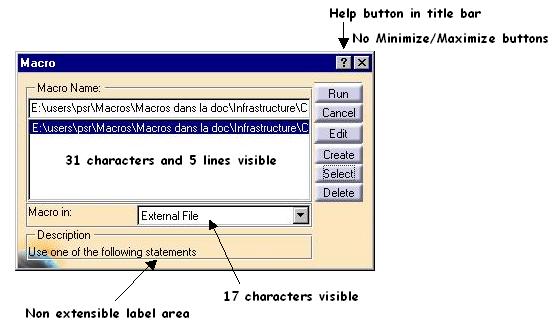 Help button in title bar
No Minimize/Maximize buttons
Macro
Macro Name:
E:\users\psr\Macros\Macros dans la doc\Infrastructure\C
E:\users\psr\Macros\Macros dans la doc\Infrastructure\C
31 characters and 5 lines visible
Run
Cancel
Edit
Create
Select
Delete
Macro in:
External File
Description
Use one of the following statements
17 characters visible
Non extensible label area